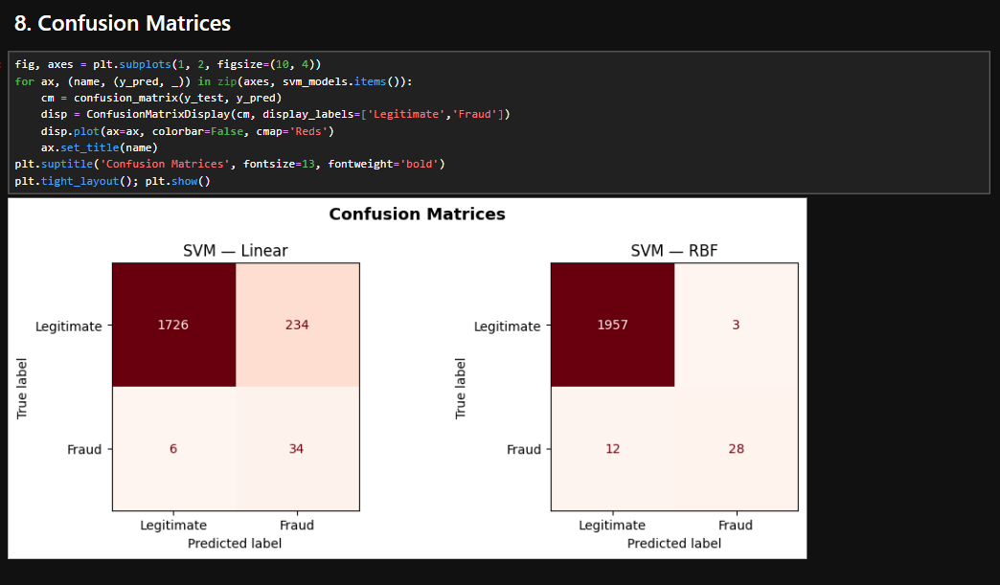 8. Confusion Matrices
fig, axes = plt.subplots(1, 2, figsize=(10, 4))
for ax, (name, (y_pred, _)) in zip(axes, svm_models.items()):
    cm = confusion_matrix(y_test, y_pred)
    disp = ConfusionMatrixDisplay(cm, display_labels=['Legitimate','Fraud'])
    disp.plot(ax=ax, colorbar=False, cmap='Reds')
    ax.set_title(name)
plt.suptitle('Confusion Matrices', fontsize=13, fontweight='bold')
plt.tight_layout(); plt.show()
Confusion Matrices
SVM — Linear
Legitimate
1726
234
True label
Fraud
6
34
Legitimate
Fraud
Predicted label
SVM — RBF
Legitimate
1957
3
True label
Fraud
12
28
Legitimate
Fraud
Predicted label